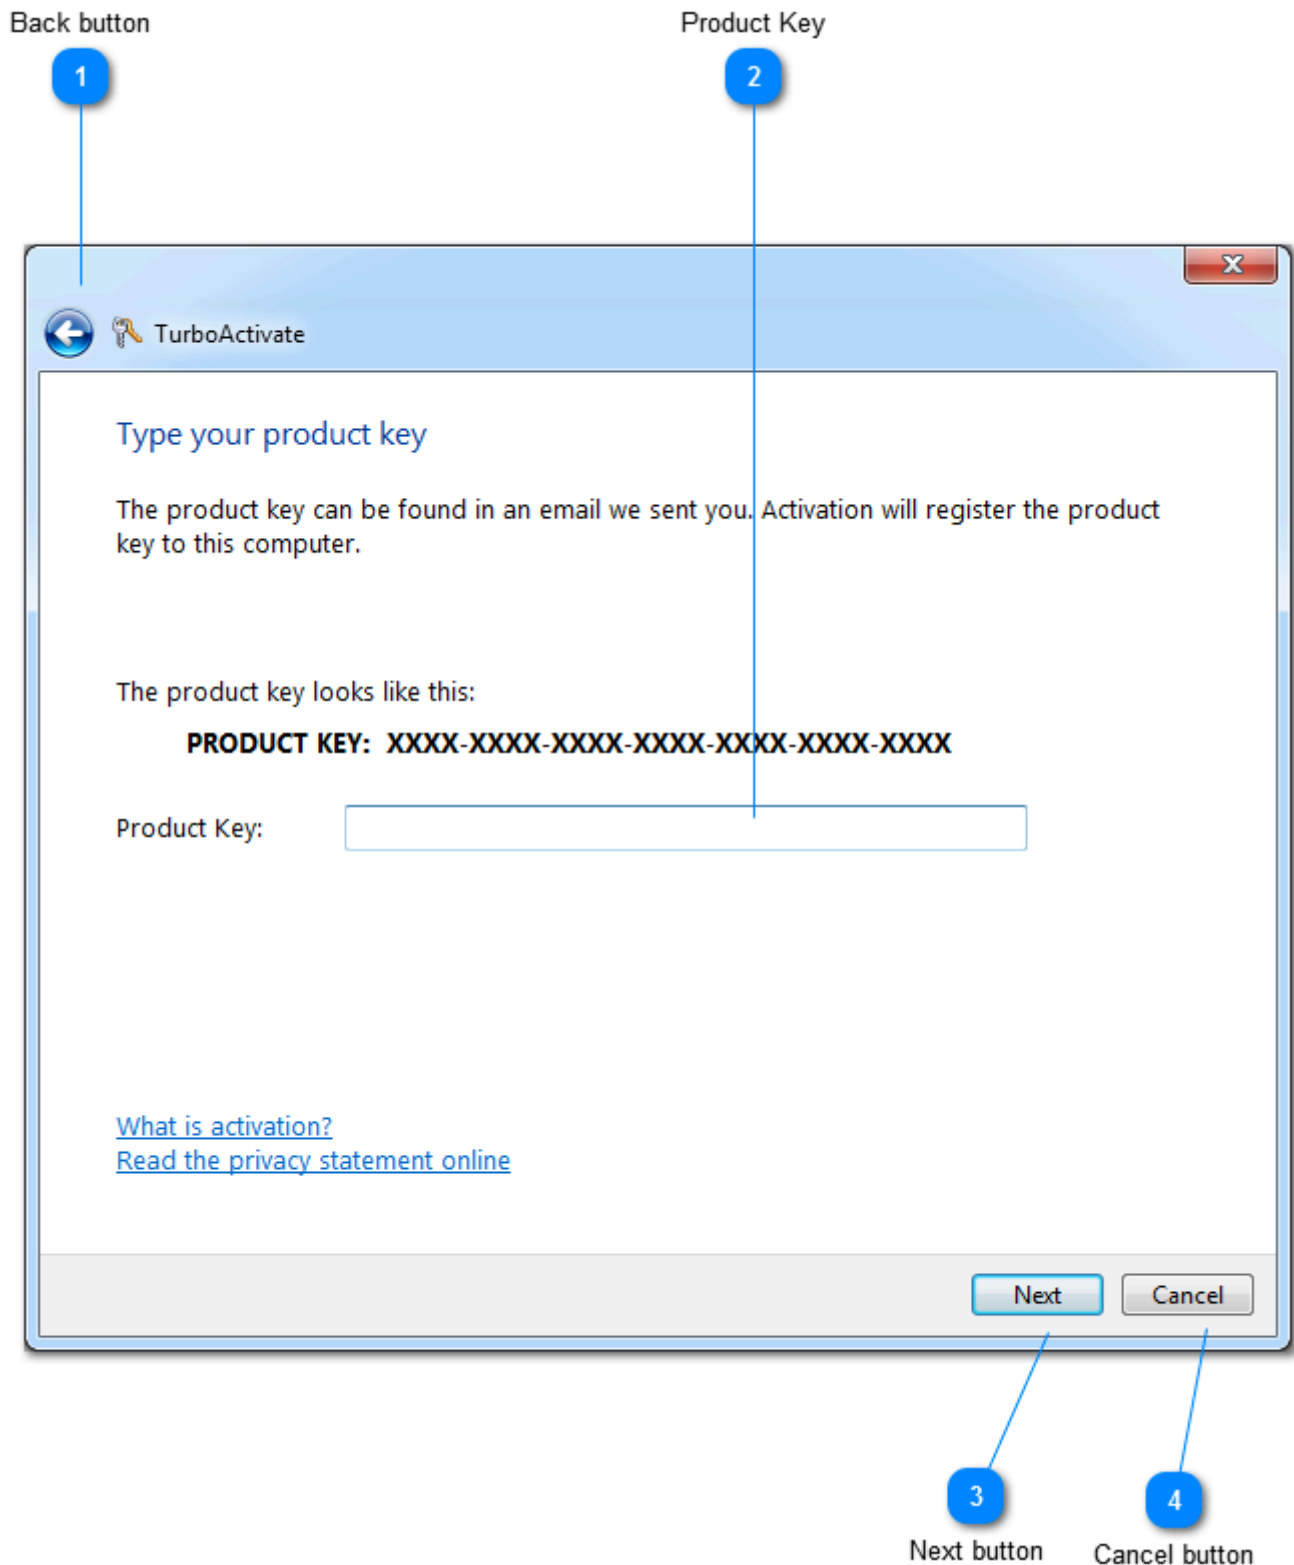 Back button
Product Key
1
2
X
TurboActivate
Type your product key
The product key can be found in an email we sent you. Activation will register the product
key to this computer.
The product key looks like this:
PRODUCT KEY: XXXX-XXXX-XXXX-XXXX-XXXX-XXXX-XXXX
Product Key:
What is activation?
Read the privacy statement online
Next
Cancel
3
4
Next button
Cancel button